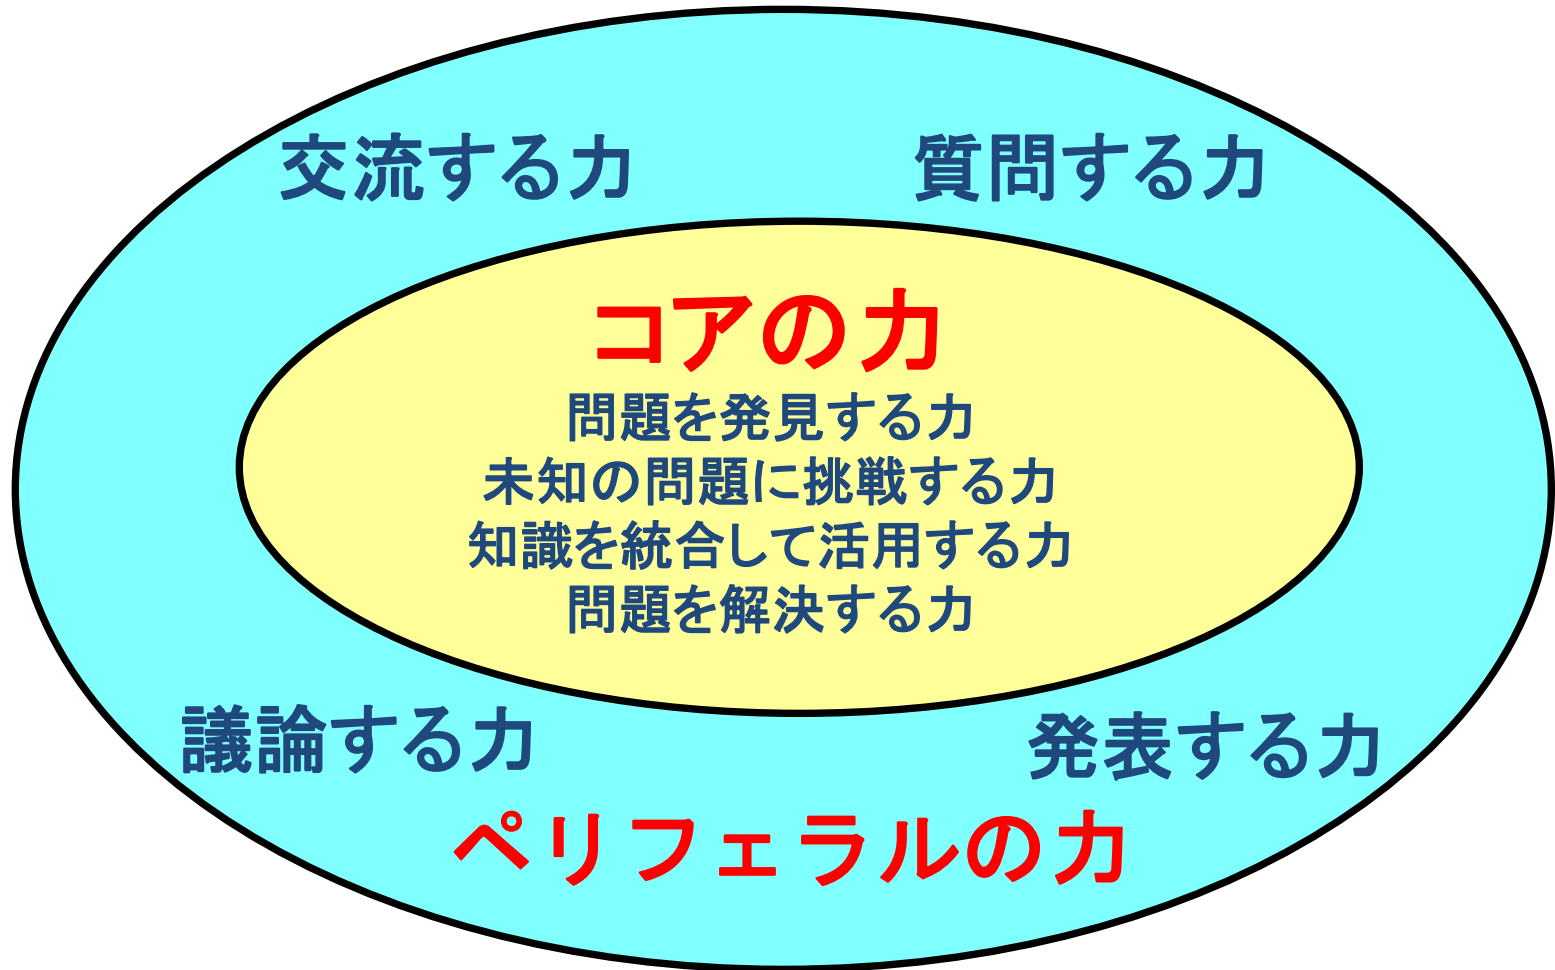 交流する力
質問する力
コアの力
問題を発見する力
未知の問題に挑戦する力
知識を統合して活用する力
問題を解決する力
議論する力
発表する力
ペリフェラルの力